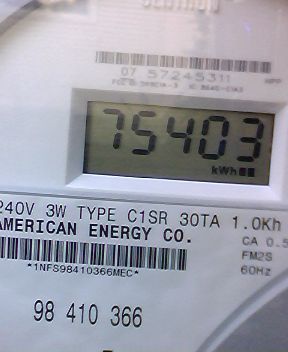 07 57245311
75403
kWh
240V 3W TYPE C1SR 30TA 1.0Kh
AMERICAN ENERGY CO.
CA 0.5
FM2S
*1NFS98410366MEC*
60Hz
98 410 366